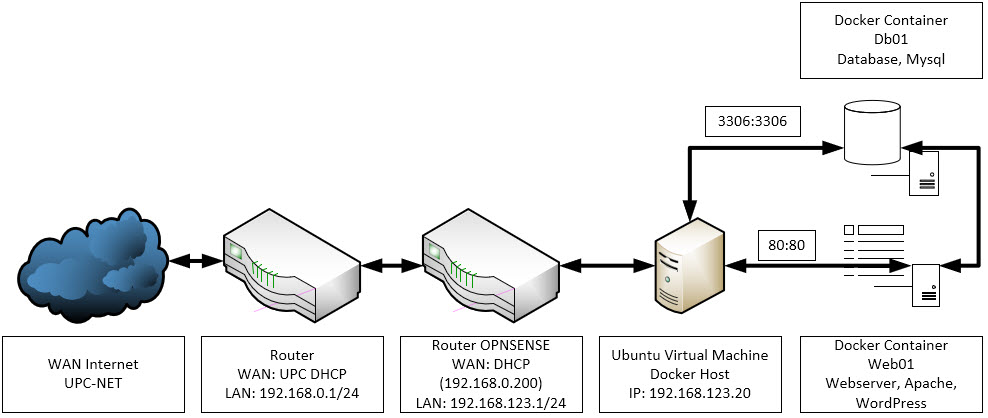 Docker Container
Db01
Database, Mysql
3306:3306
80:80
WAN Internet
UPC-NET
Router
WAN: UPC DHCP
LAN: 192.168.0.1/24
Router OPNSENSE
WAN: DHCP
(192.168.0.200)
LAN: 192.168.123.1/24
Ubuntu Virtual Machine
Docker Host
IP: 192.168.123.20
Docker Container
Web01
Webserver, Apache,
WordPress